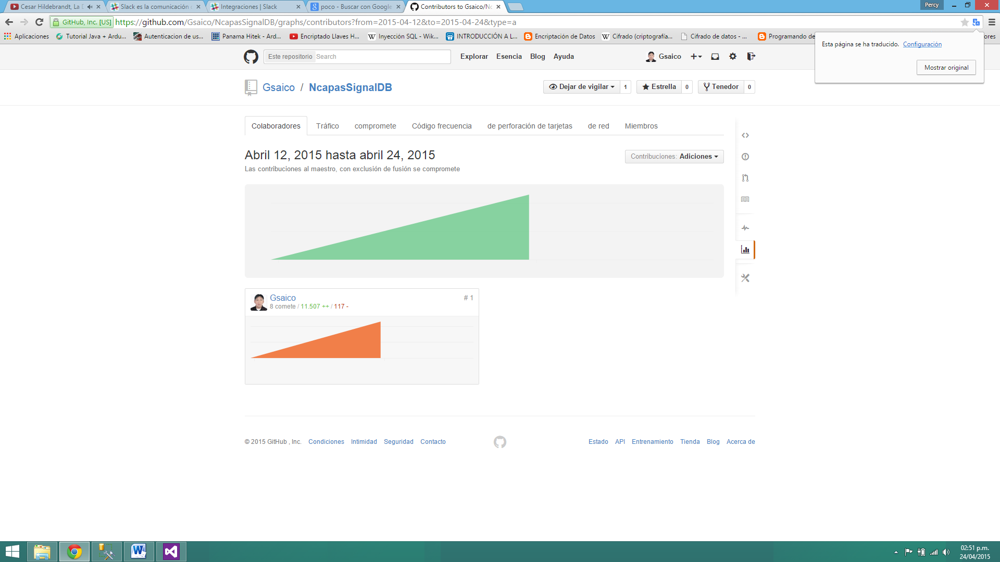 Cesar Hildebrandt, La D
Slack es la comunicación d
Integraciones | Slack
poco - Buscar con Google
Contributors to Gsaico/Nc
Percy
GitHub, Inc. [US] https://github.com/Gsaico/NcapasSignalDB/graphs/contributors?from=2015-04-12&to=2015-04-24&type=a
Aplicaciones Tutorial Java + Ardu... Autenticacion de us... Panama Hitek - Ard... Encriptado Llaves H... Inyección SQL - Wik... INTRODUCCIÓN A L... Encriptación de Datos Cifrado (criptografía... Cifrado de datos - ... Programando de ores
Esta página se ha traducido. Configuración
Mostrar original
Este repositorio Search Explorar Esencia Blog Ayuda Gsaico
Gsaico / NcapasSignalDB Dejar de vigilar 1 Estrella 0 Tenedor 0
Colaboradores Tráfico compromete Código frecuencia de perforación de tarjetas de red Miembros
Abril 12, 2015 hasta abril 24, 2015
Contribuciones: Adiciones
Las contribuciones al maestro, con exclusión de fusión se compromete
Gsaico # 1
8 comete / 11.507 ++ / 117 -
© 2015 GitHub , Inc. Condiciones Intimidad Seguridad Contacto Estado API Entrenamiento Tienda Blog Acerca de
02:51 p.m.
24/04/2015